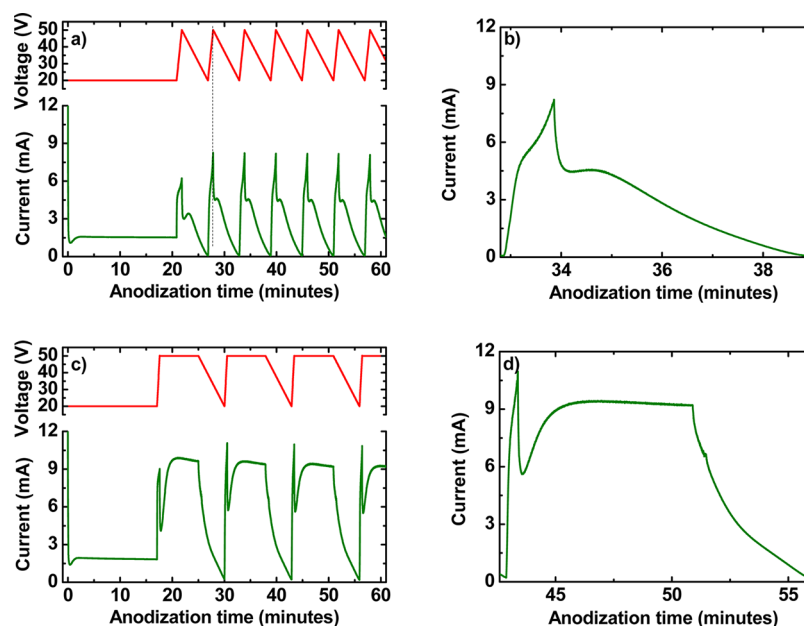 a)
Voltage (V)
50
40
30
20
Current (mA)
12
9
6
3
0
0 10 20 30 40 50 60
Anodization time (minutes)
b)
Current (mA)
12
9
6
3
0
34 36 38
Anodization time (minutes)
c)
Voltage (V)
50
40
30
20
Current (mA)
12
9
6
3
0
0 10 20 30 40 50 60
Anodization time (minutes)
d)
Current (mA)
12
9
6
3
0
45 50 55
Anodization time (minutes)